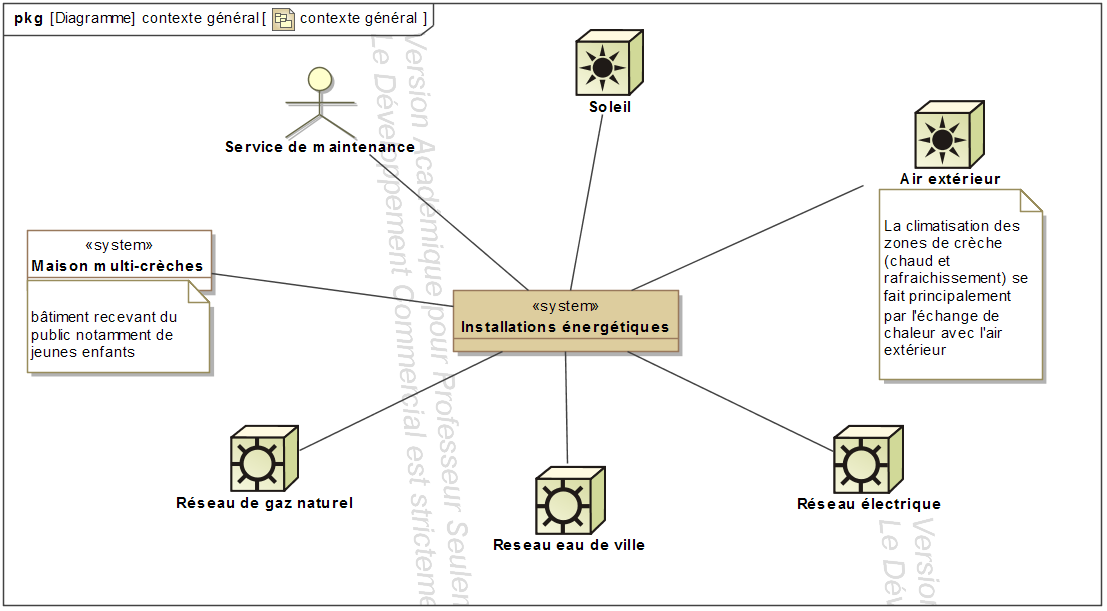 pkg [Diagramme] contexte général [ contexte général ]
Soleil
Service de maintenance
Air extérieur
La climatisation des
zones de crèche
(chaud et
rafraichissement) se
fait principalement
par l'échange de
chaleur avec l'air
extérieur
«system»
Maison multi-crèches
bâtiment recevant du
public notamment de
jeunes enfants
«system»
Installations énergétiques
Réseau de gaz naturel
Reseau eau de ville
Réseau électrique
Version Académique pour Professeur Seulem
Le Développement Commercial est stricteme
Version
Le Dév